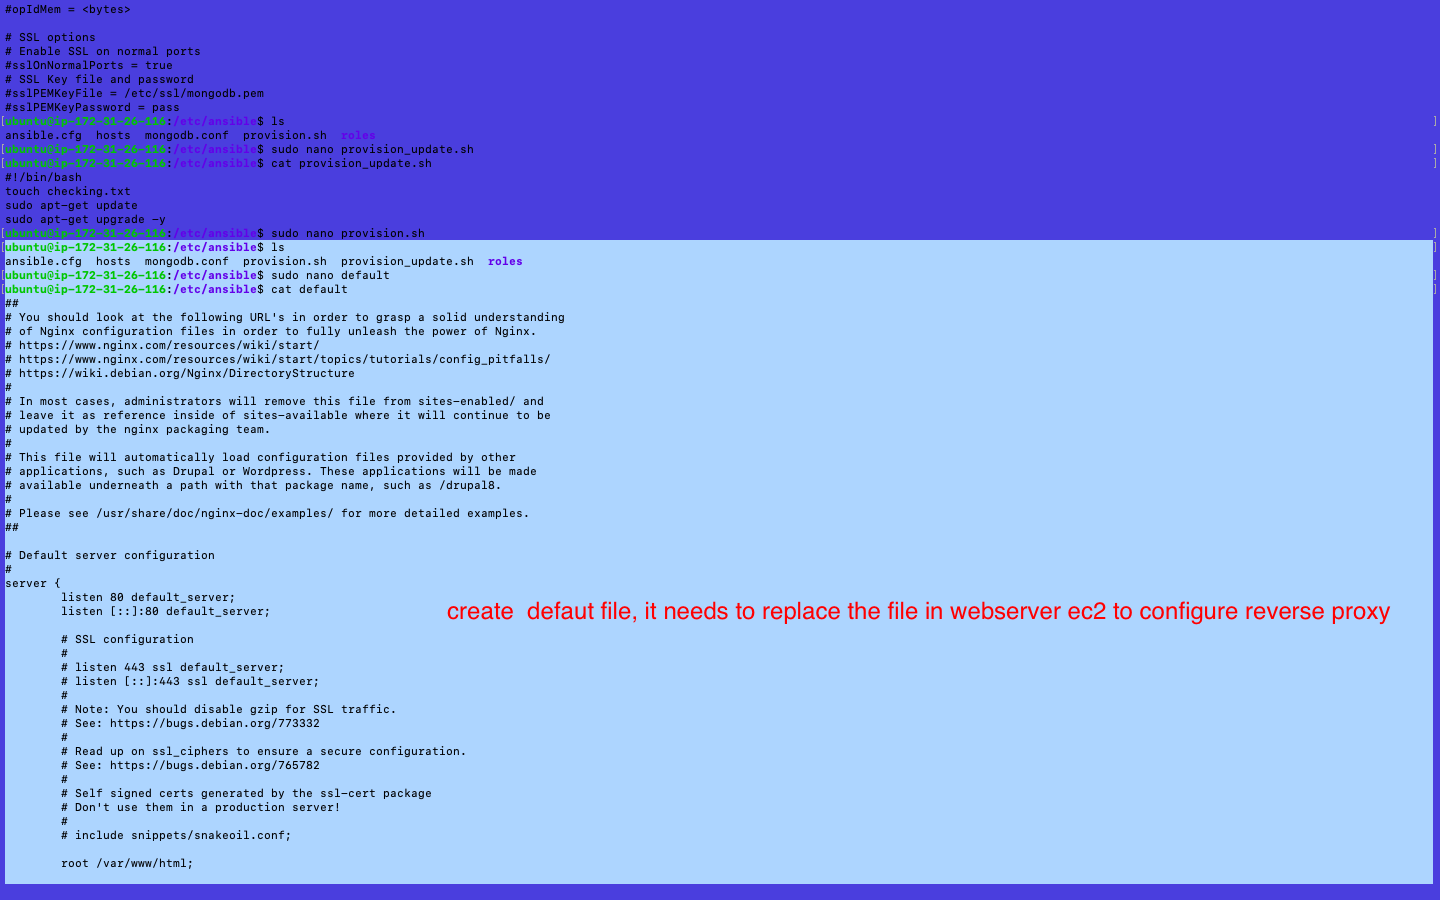 #opIdMem = <bytes>
# SSL options
# Enable SSL on normal ports
#sslOnNormalPorts = true
# SSL Key file and password
#sslPEMKeyFile = /etc/ssl/mongodb.pem
#sslPEMKeyPassword = pass
[ubuntu@ip-172-31-26-116:/etc/ansible$ ls ]
ansible.cfg  hosts  mongodb.conf  provision.sh  roles
[ubuntu@ip-172-31-26-116:/etc/ansible$ sudo nano provision_update.sh ]
[ubuntu@ip-172-31-26-116:/etc/ansible$ cat provision_update.sh ]
#!/bin/bash
touch checking.txt
sudo apt-get update
sudo apt-get upgrade -y
[ubuntu@ip-172-31-26-116:/etc/ansible$ sudo nano provision.sh ]
[ubuntu@ip-172-31-26-116:/etc/ansible$ ls ]
ansible.cfg  hosts  mongodb.conf  provision.sh  provision_update.sh  roles
[ubuntu@ip-172-31-26-116:/etc/ansible$ sudo nano default ]
[ubuntu@ip-172-31-26-116:/etc/ansible$ cat default ]
##
# You should look at the following URL's in order to grasp a solid understanding
# of Nginx configuration files in order to fully unleash the power of Nginx.
# https://www.nginx.com/resources/wiki/start/
# https://www.nginx.com/resources/wiki/start/topics/tutorials/config_pitfalls/
# https://wiki.debian.org/Nginx/DirectoryStructure
#
# In most cases, administrators will remove this file from sites-enabled/ and
# leave it as reference inside of sites-available where it will continue to be
# updated by the nginx packaging team.
#
# This file will automatically load configuration files provided by other
# applications, such as Drupal or Wordpress. These applications will be made
# available underneath a path with that package name, such as /drupal8.
#
# Please see /usr/share/doc/nginx-doc/examples/ for more detailed examples.
##
# Default server configuration
#
server {
listen 80 default_server;
listen [::]:80 default_server;
create  defaut file, it needs to replace the file in webserver ec2 to configure reverse proxy
# SSL configuration
#
# listen 443 ssl default_server;
# listen [::]:443 ssl default_server;
#
# Note: You should disable gzip for SSL traffic.
# See: https://bugs.debian.org/773332
#
# Read up on ssl_ciphers to ensure a secure configuration.
# See: https://bugs.debian.org/765782
#
# Self signed certs generated by the ssl-cert package
# Don't use them in a production server!
#
# include snippets/snakeoil.conf;
root /var/www/html;